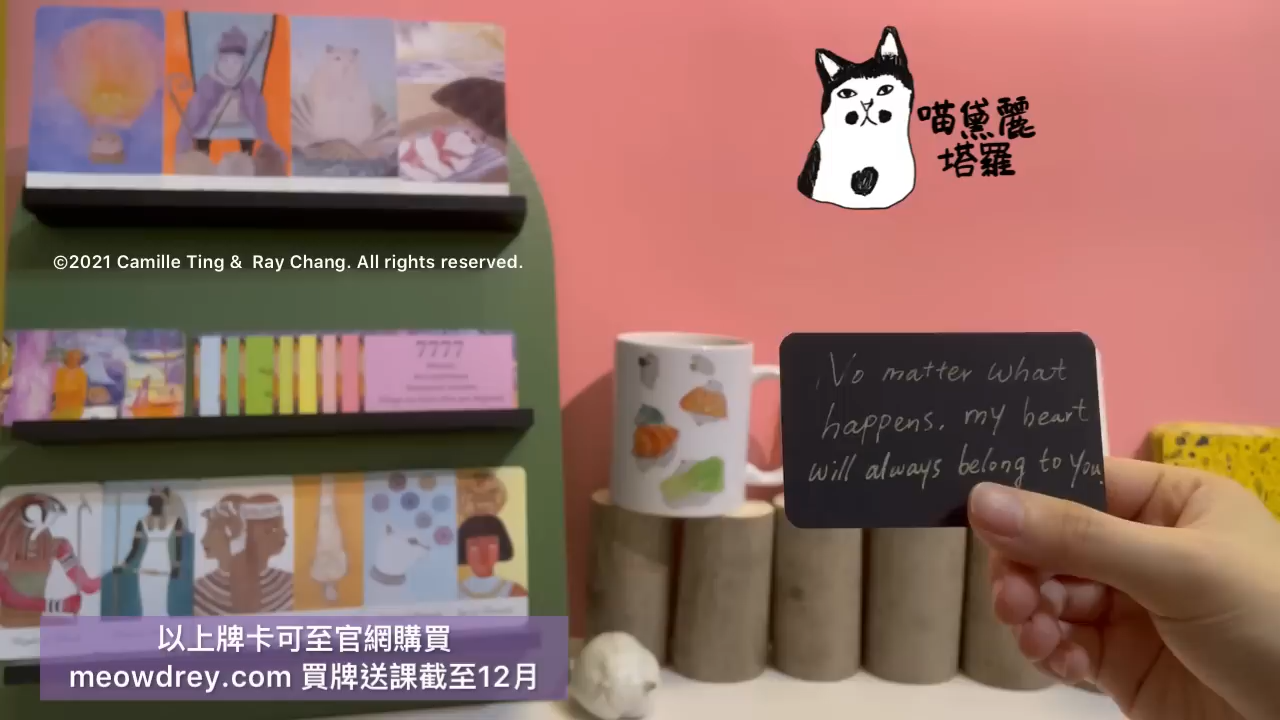 喵黛麗
塔羅
©2021 Camille Ting & Ray Chang. All rights reserved.
7777
No matter what
happens. my heart
will always belong to you.
以上牌卡可至官網購買
meowdrey.com 買牌送課截至12月